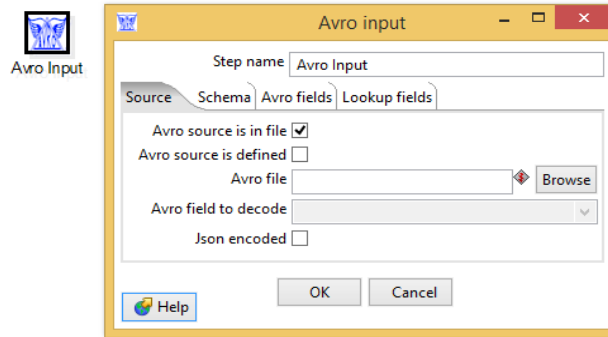 Avro Input
Avro input
Step name Avro Input
Source Schema Avro fields Lookup fields
Avro source is in file
Avro source is defined
Avro file Browse
Avro field to decode
Json encoded
OK Cancel
Help